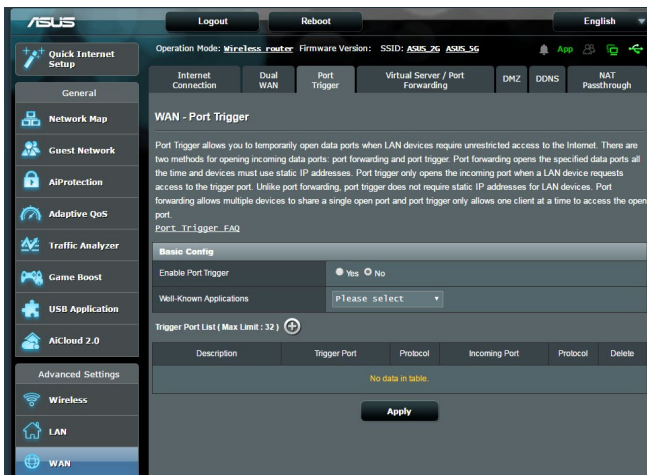 ASUS
Logout
Reboot
English
Quick Internet
Setup
Operation Mode: Wireless router Firmware Version: SSID: ASUS_2G ASUS_5G
App
Internet
Connection
Dual
WAN
Port
Trigger
Virtual Server / Port
Forwarding
DMZ
DDNS
NAT
Passthrough
General
Network Map
Guest Network
AiProtection
Adaptive QoS
Traffic Analyzer
Game Boost
USB Application
AiCloud 2.0
Advanced Settings
Wireless
LAN
WAN
WAN - Port Trigger
Port Trigger allows you to temporarily open data ports when LAN devices require unrestricted access to the Internet. There are
two methods for opening incoming data ports: port forwarding and port trigger. Port forwarding opens the specified data ports all
the time and devices must use static IP addresses. Port trigger only opens the incoming port when a LAN device requests
access to the trigger port. Unlike port forwarding, port trigger does not require static IP addresses for LAN devices. Port
forwarding allows multiple devices to share a single open port and port trigger only allows one client at a time to access the open
port.
Port Trigger FAQ
Basic Config
Enable Port Trigger
Yes No
Well-Known Applications
Please select
Trigger Port List ( Max Limit : 32 )
Description Trigger Port Protocol Incoming Port Protocol Delete
No data in table.
Apply